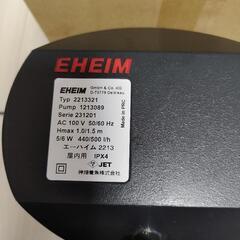 EHEIM
EHEIM GmbH & Co. KG
D-73779 Deizisau
Typ 2213321
Pump 1213089
Serie 231201
AC 100 V 50/60 Hz
Hmax 1.0/1.5 m
5/6 W 440/500 l/h
エーハイム 2213
屋内用 IPX4
JET
神畑養魚株式会社
Made in PRC